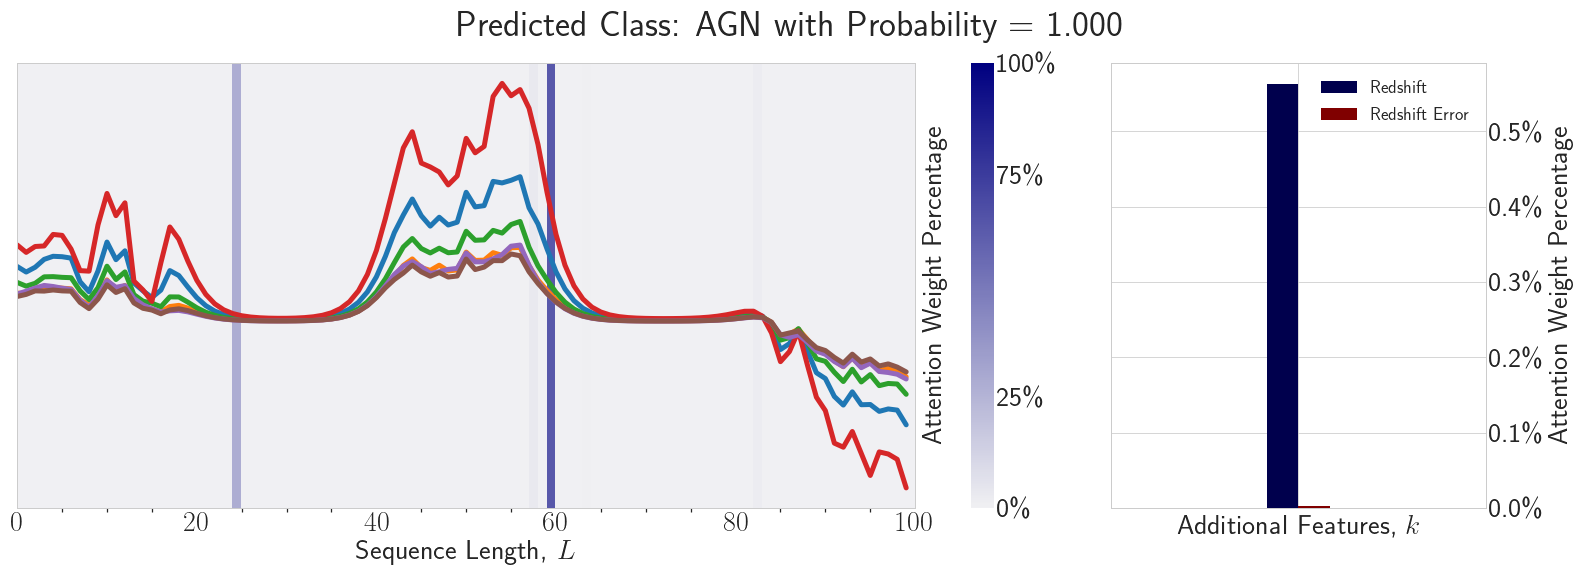 Predicted Class: AGN with Probability = 1.000
0 20 40 60 80 100
Sequence Length, L
100%
75%
25%
0%
Attention Weight Percentage
Redshift
Redshift Error
0.5%
0.4%
0.3%
0.2%
0.1%
0.0%
Attention Weight Percentage
Additional Features, k